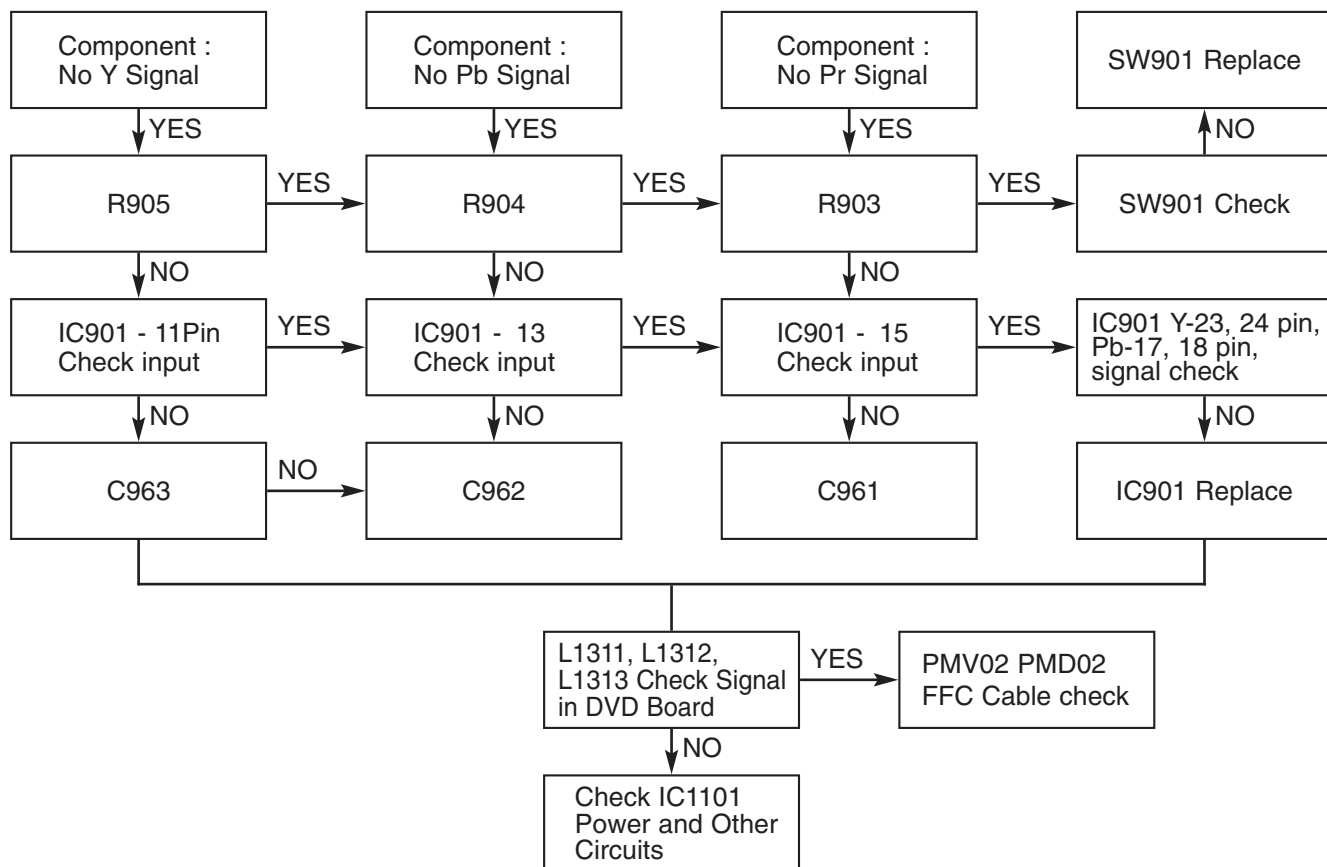 Component :
No Y Signal
Component :
No Pb Signal
Component :
No Pr Signal
SW901 Replace
YES
YES
YES
NO
R905
YES
R904
YES
R903
YES
SW901 Check
NO
NO
NO
IC901 - 11Pin
Check input
YES
IC901 - 13
Check input
YES
IC901 - 15
Check input
YES
IC901 Y-23, 24 pin,
Pb-17, 18 pin,
signal check
NO
NO
NO
NO
C963
NO
C962
C961
IC901 Replace
L1311, L1312,
L1313 Check Signal
in DVD Board
YES
PMV02 PMD02
FFC Cable check
NO
Check IC1101
Power and Other
Circuits